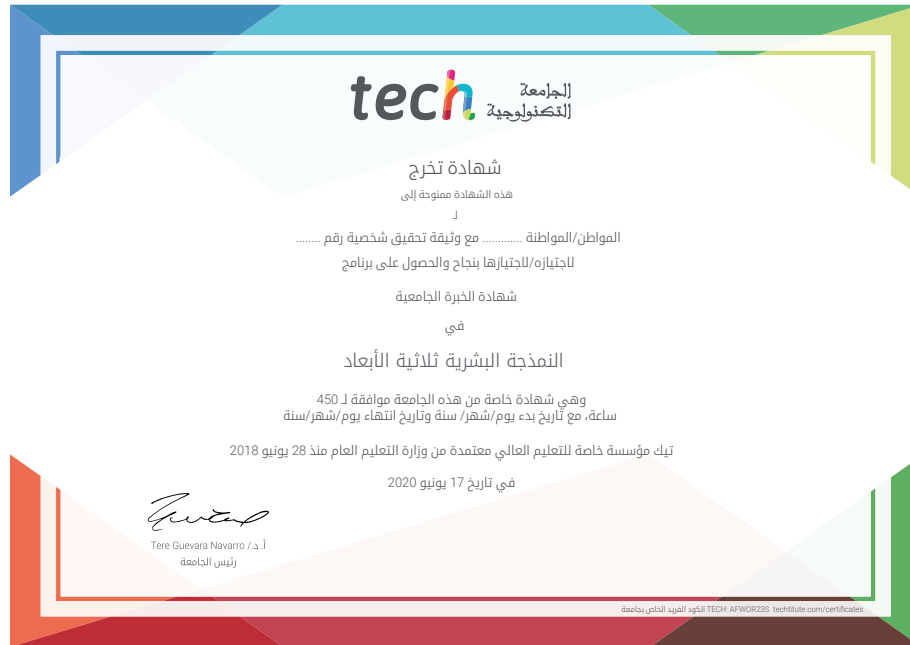 tech الجامعة
التكنولوجية
شهادة تخرج
هذه الشهادة ممنوحة إلى
لـ
المواطن/المواطنة ............. مع وثيقة تحقيق شخصية رقم ........
لاجتيازه/لاجتيازها بنجاح والحصول على برنامج
شهادة الخبرة الجامعية
في
النمذجة البشرية ثلاثية الأبعاد
وهي شهادة خاصة من هذه الجامعة موافقة لـ 450
ساعة، مع تاريخ بدء يوم/شهر/ سنة وتاريخ انتهاء يوم/شهر/سنة
تيك مؤسسة خاصة للتعليم العالي معتمدة من وزارة التعليم العام منذ 28 يونيو 2018
في تاريخ 17 يونيو 2020
أ. د./ Tere Guevara Navarro
رئيس الجامعة
الكود الفريد الخاص بجامعة TECH: AFWOR23S techtitute.com/certificates